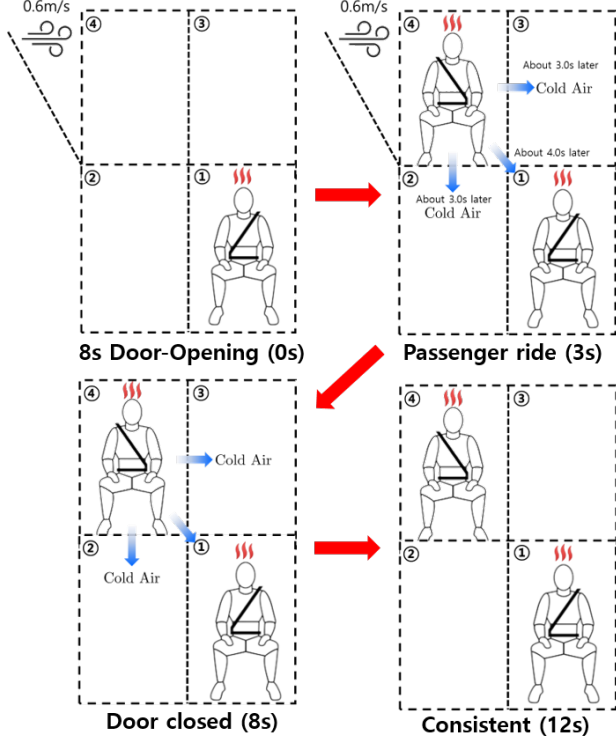 0.6m/s
④
③
②
①
8s Door-Opening (0s)
0.6m/s
④
③
About 3.0s later
Cold Air
About 4.0s later
②
①
About 3.0s later
Cold Air
Passenger ride (3s)
④
③
Cold Air
②
①
Cold Air
Door closed (8s)
④
③
②
①
Consistent (12s)